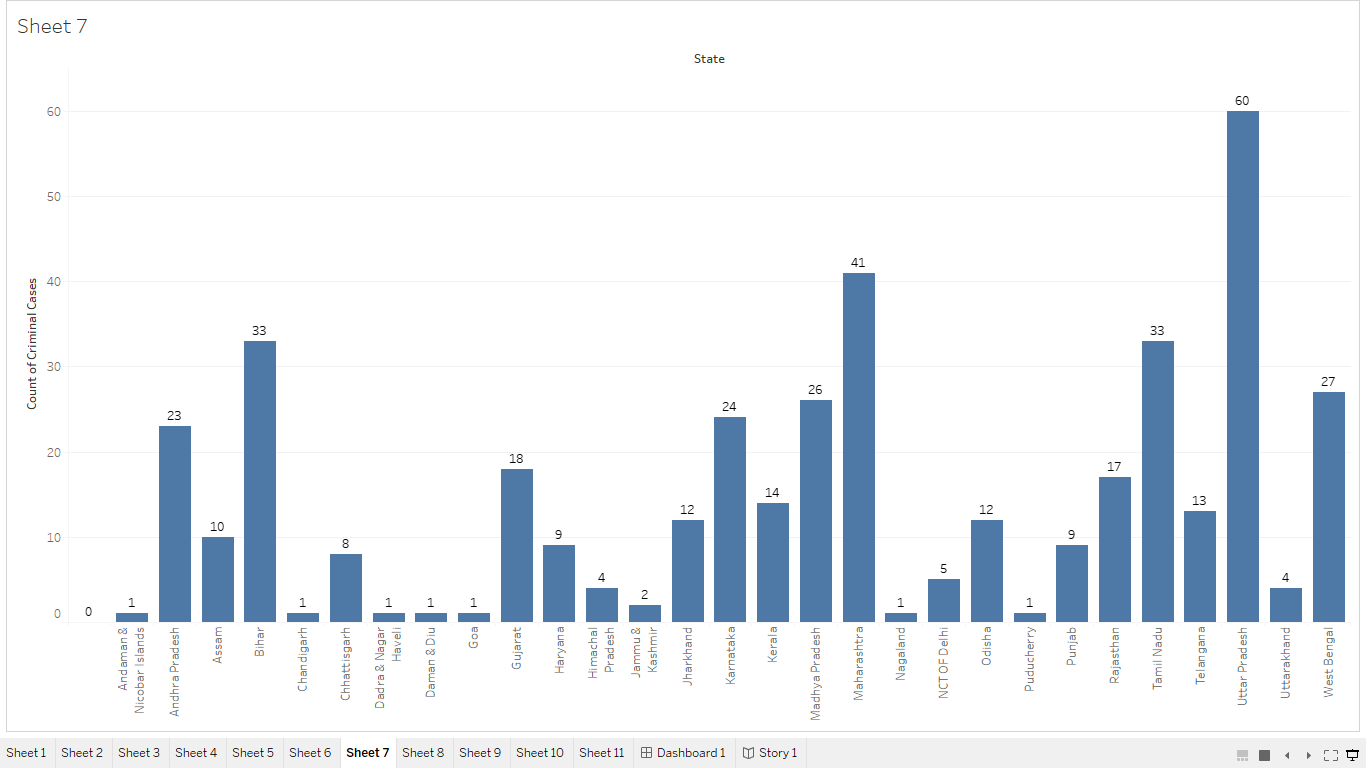 Sheet 7
State
Count of Criminal Cases
60
50
40
30
20
10
0
0
1
23
10
33
1
8
1
1
1
18
9
4
2
12
24
14
26
41
1
5
12
1
9
17
33
13
60
4
27
Andaman &
Nicobar Islands
Andhra Pradesh
Assam
Bihar
Chandigarh
Chhattisgarh
Dadra & Nagar
Haveli
Daman & Diu
Goa
Gujarat
Haryana
Himachal
Pradesh
Jammu &
Kashmir
Jharkhand
Karnataka
Kerala
Madhya Pradesh
Maharashtra
Nagaland
NCT OF Delhi
Odisha
Puducherry
Punjab
Rajasthan
Tamil Nadu
Telangana
Uttar Pradesh
Uttarakhand
West Bengal
Sheet 1 Sheet 2 Sheet 3 Sheet 4 Sheet 5 Sheet 6 Sheet 7 Sheet 8 Sheet 9 Sheet 10 Sheet 11 Dashboard 1 Story 1